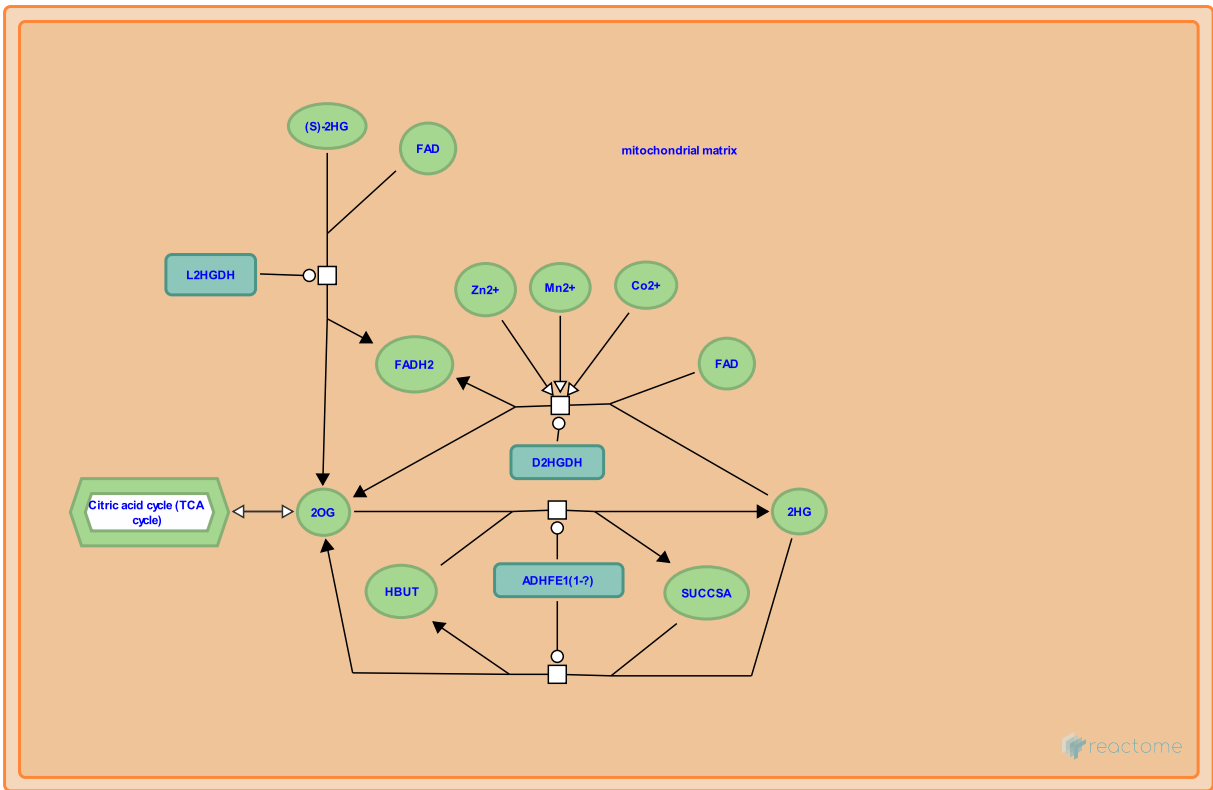 (S)-2HG
FAD
mitochondrial matrix
L2HGDH
Zn2+
Mn2+
Co2+
FADH2
FAD
D2HGDH
Citric acid cycle (TCA
cycle)
2OG
2HG
HBUT
ADHFE1(1-?)
SUCCSA
reactome